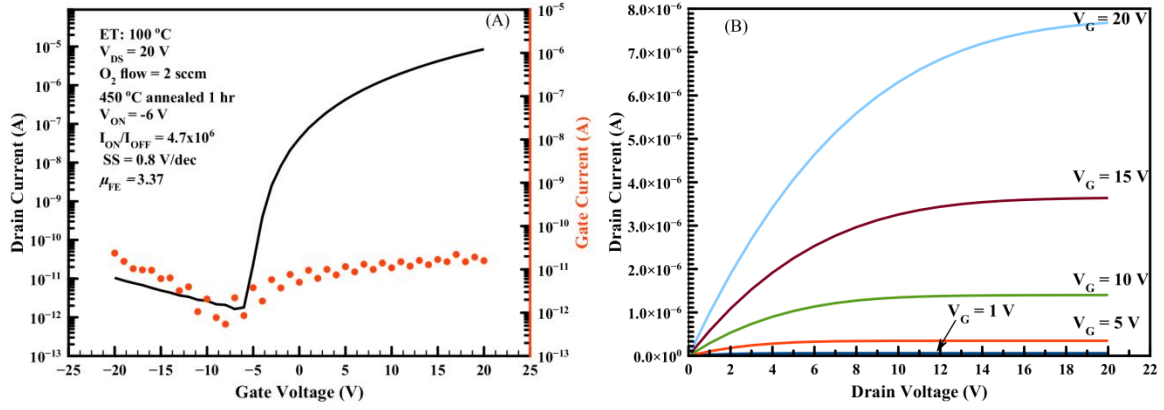 (A)
ET: 100 °C
V_DS = 20 V
O₂ flow = 2 sccm
450 °C annealed 1 hr
V_ON = -6 V
I_ON/I_OFF = 4.7x10⁶
SS = 0.8 V/dec
μ_FE = 3.37
Drain Current (A)
10⁻⁵
10⁻⁶
10⁻⁷
10⁻⁸
10⁻⁹
10⁻¹⁰
10⁻¹¹
10⁻¹²
10⁻¹³
−25 −20 −15 −10 −5 0 5 10 15 20 25
Gate Voltage (V)
10⁻⁴
10⁻⁵
10⁻⁶
10⁻⁷
10⁻⁸
10⁻⁹
10⁻¹⁰
10⁻¹¹
10⁻¹²
10⁻¹³
Gate Current (A)
(B)
Drain Current (A)
8.0×10⁻⁶
7.0×10⁻⁶
6.0×10⁻⁶
5.0×10⁻⁶
4.0×10⁻⁶
3.0×10⁻⁶
2.0×10⁻⁶
1.0×10⁻⁶
0.0×10⁰
V_G = 20 V
V_G = 15 V
V_G = 10 V
V_G = 1 V
V_G = 5 V
0 2 4 6 8 10 12 14 16 18 20 22
Drain Voltage (V)